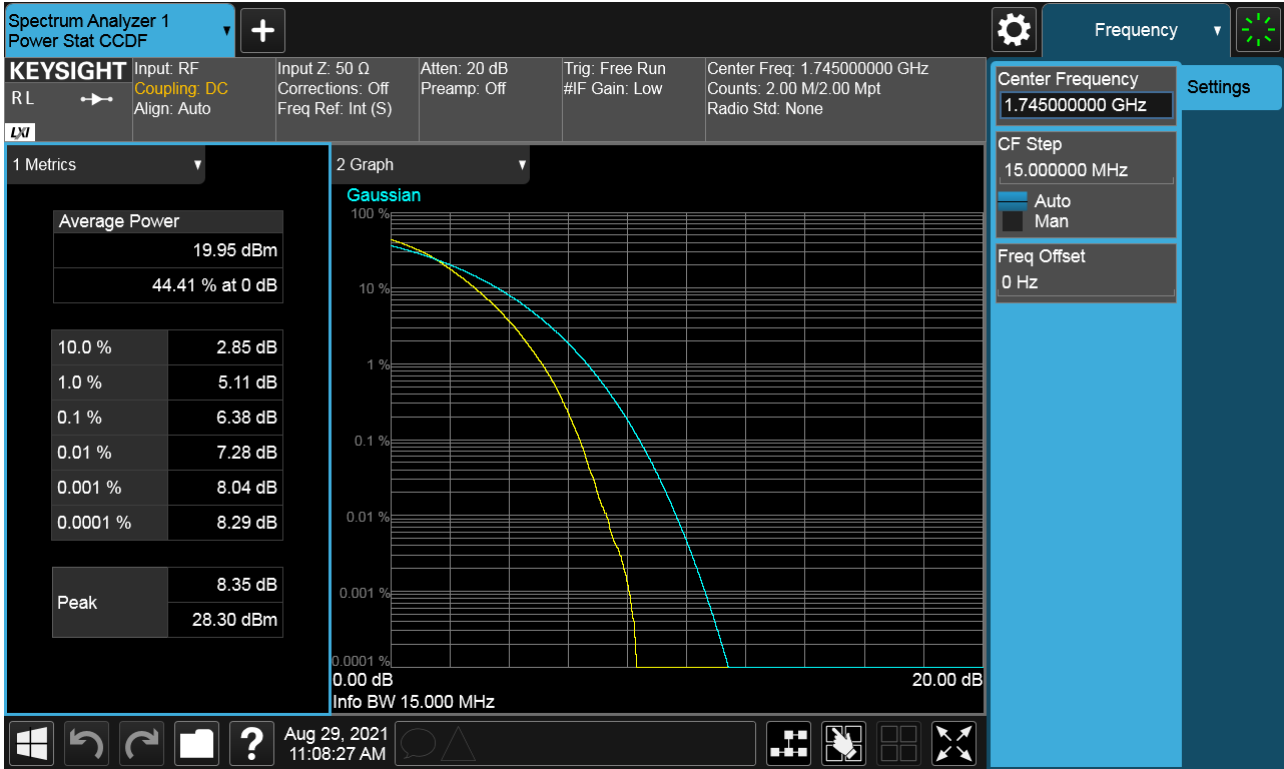 Spectrum Analyzer 1
Power Stat CCDF
Frequency
KEYSIGHT
R L
LXI
Input: RF
Coupling: DC
Align: Auto
Input Z: 50 Ω
Corrections: Off
Freq Ref: Int (S)
Atten: 20 dB
Preamp: Off
Trig: Free Run
#IF Gain: Low
Center Freq: 1.745000000 GHz
Counts: 2.00 M/2.00 Mpt
Radio Std: None
Center Frequency
1.745000000 GHz
Settings
CF Step
15.000000 MHz
Auto
Man
Freq Offset
0 Hz
1 Metrics
Average Power
19.95 dBm
44.41 % at 0 dB
10.0 % 2.85 dB
1.0 % 5.11 dB
0.1 % 6.38 dB
0.01 % 7.28 dB
0.001 % 8.04 dB
0.0001 % 8.29 dB
Peak
8.35 dB
28.30 dBm
2 Graph
Gaussian
100 %
10 %
1 %
0.1 %
0.01 %
0.001 %
0.0001 %
0.00 dB 20.00 dB
Info BW 15.000 MHz
?
Aug 29, 2021
11:08:27 AM